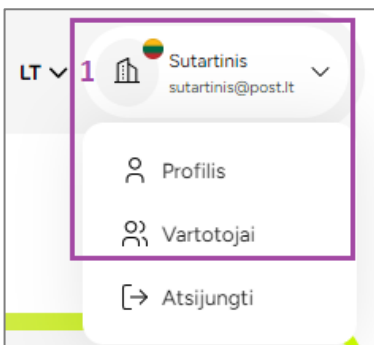 LT 1 Sutartinis
sutartinis@post.lt
Profilis
Vartotojai
Atsijungti